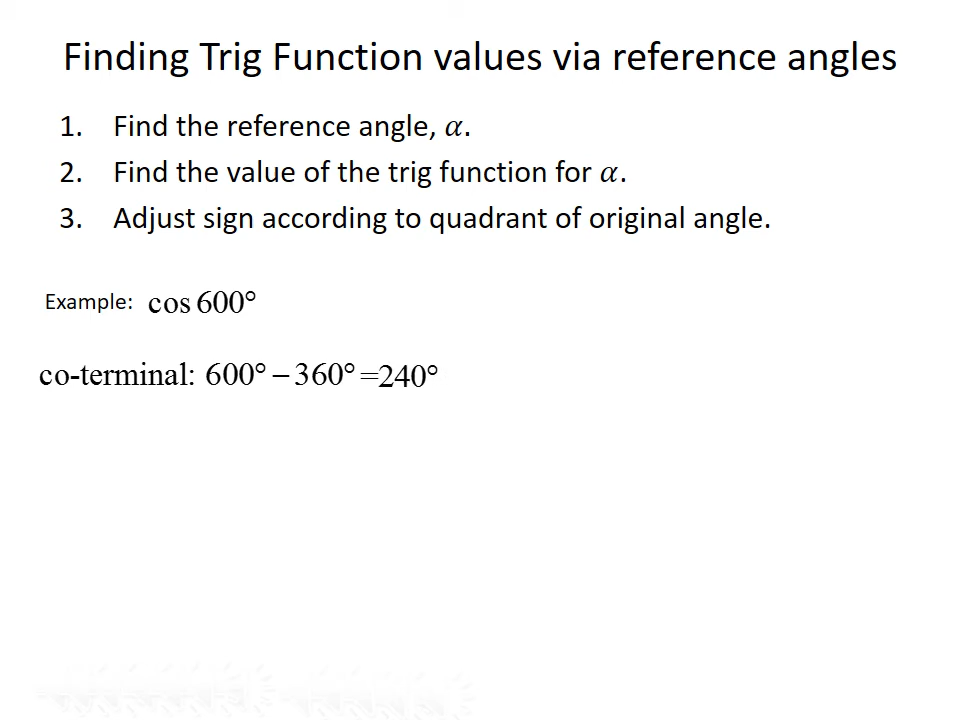 Finding Trig Function values via reference angles
1. Find the reference angle, α.
2. Find the value of the trig function for α.
3. Adjust sign according to quadrant of original angle.
Example: cos 600°
co-terminal: 600° – 360° =240°